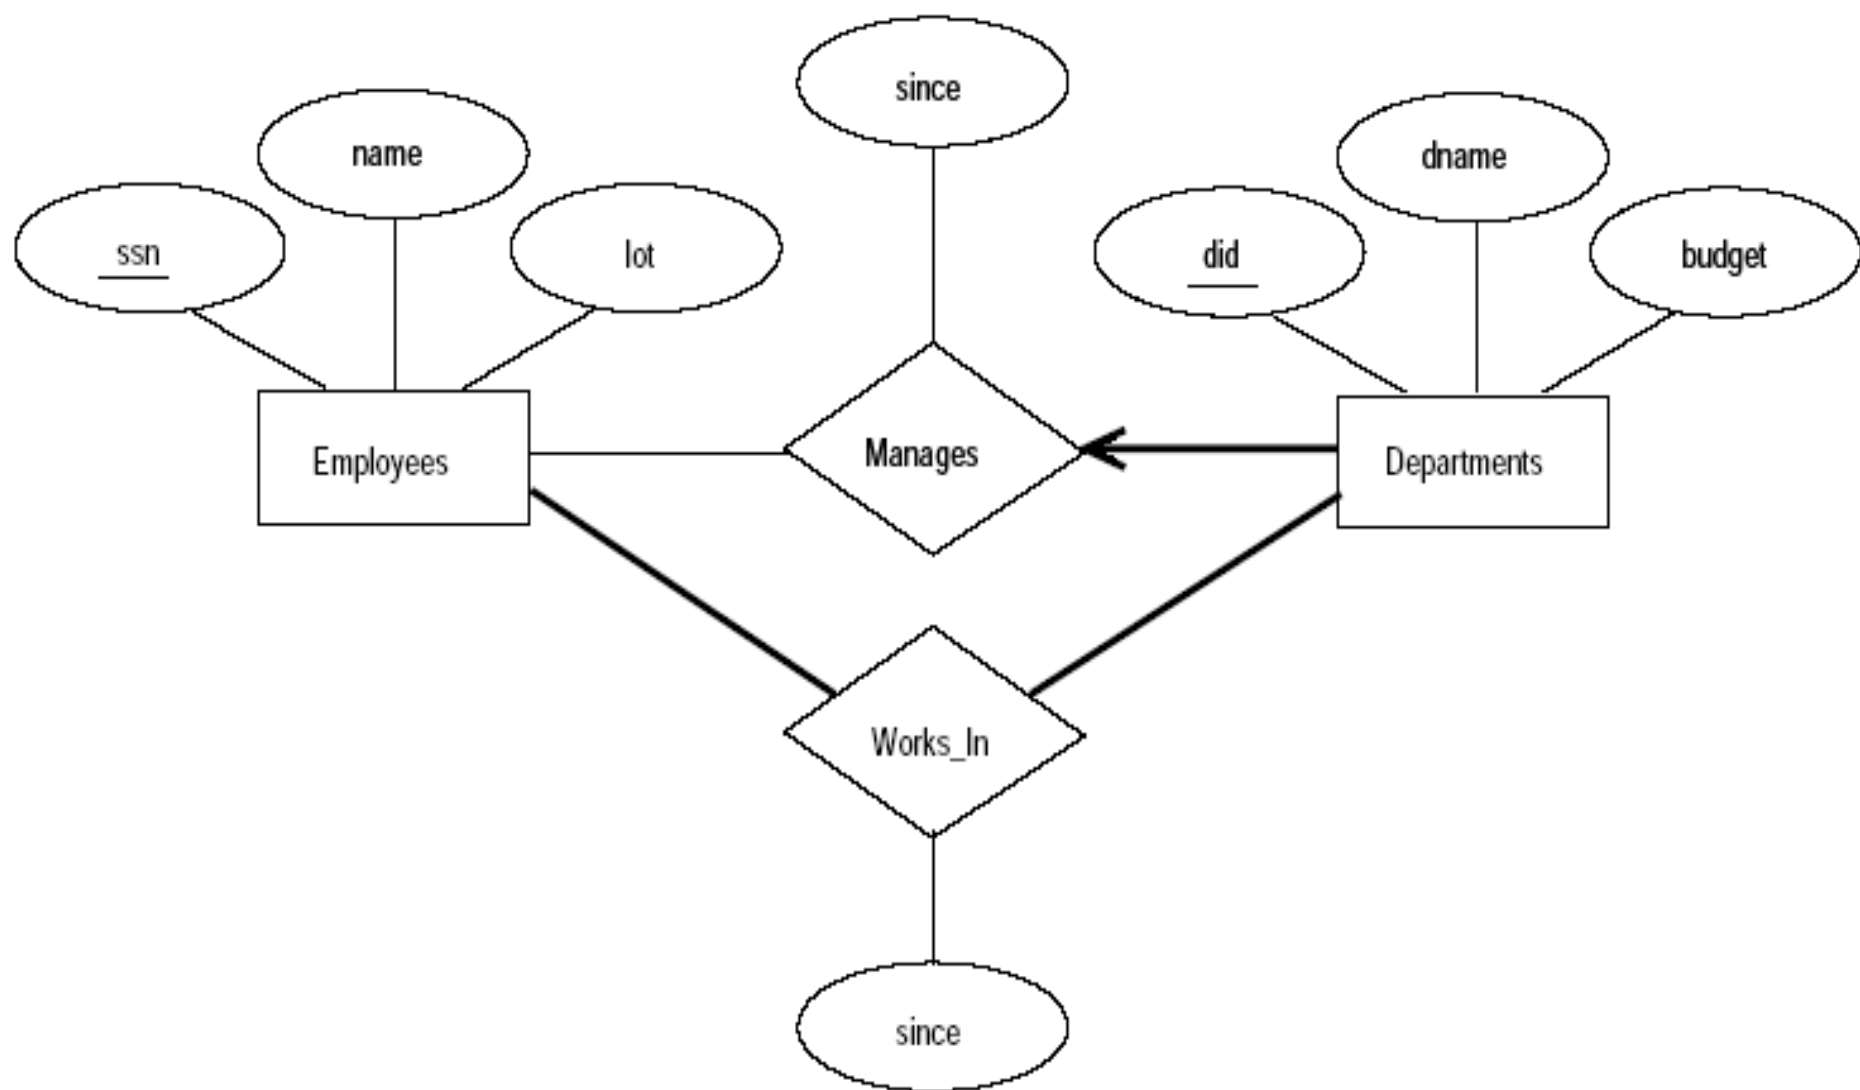 since
name
dname
ssn
lot
did
budget
Employees
Manages
Departments
Works_In
since